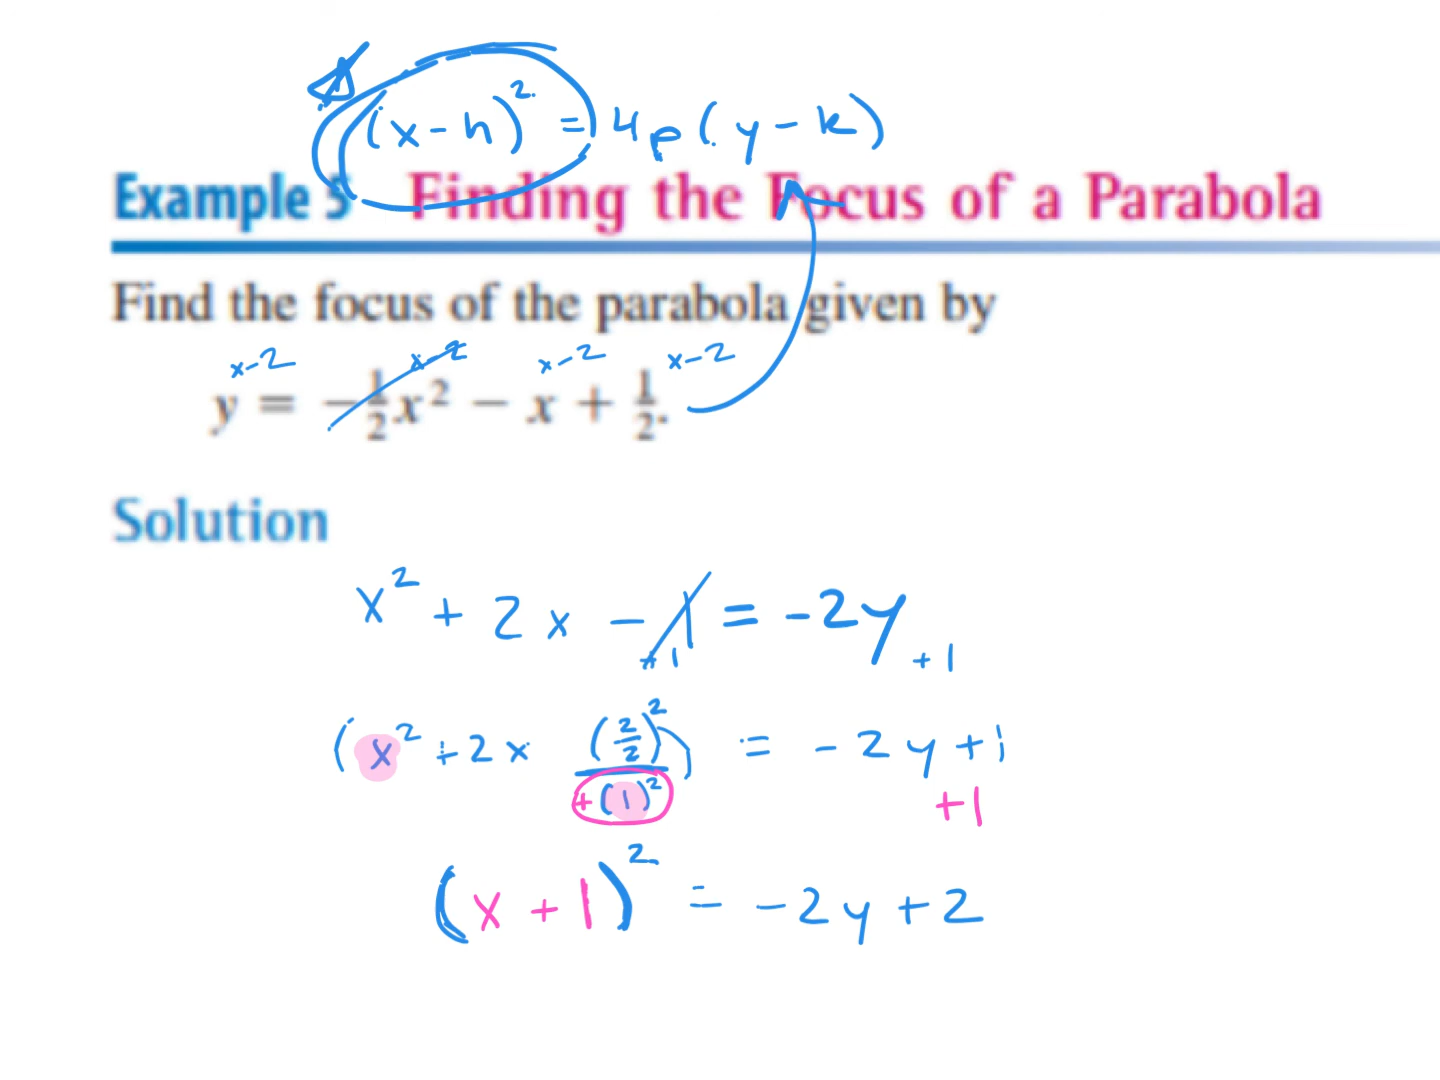 (x - h)² = 4p(y - k)
Example 5 Finding the Focus of a Parabola
Find the focus of the parabola given by
x-2 x-2 x-2 x-2
y = -1/2 x² - x + 1/2.
Solution
x² + 2x - 1 = -2y
+1 +1
(x² + 2x (2/2)²) = -2y + 1
+(1)² +1
(x + 1)² = -2y + 2